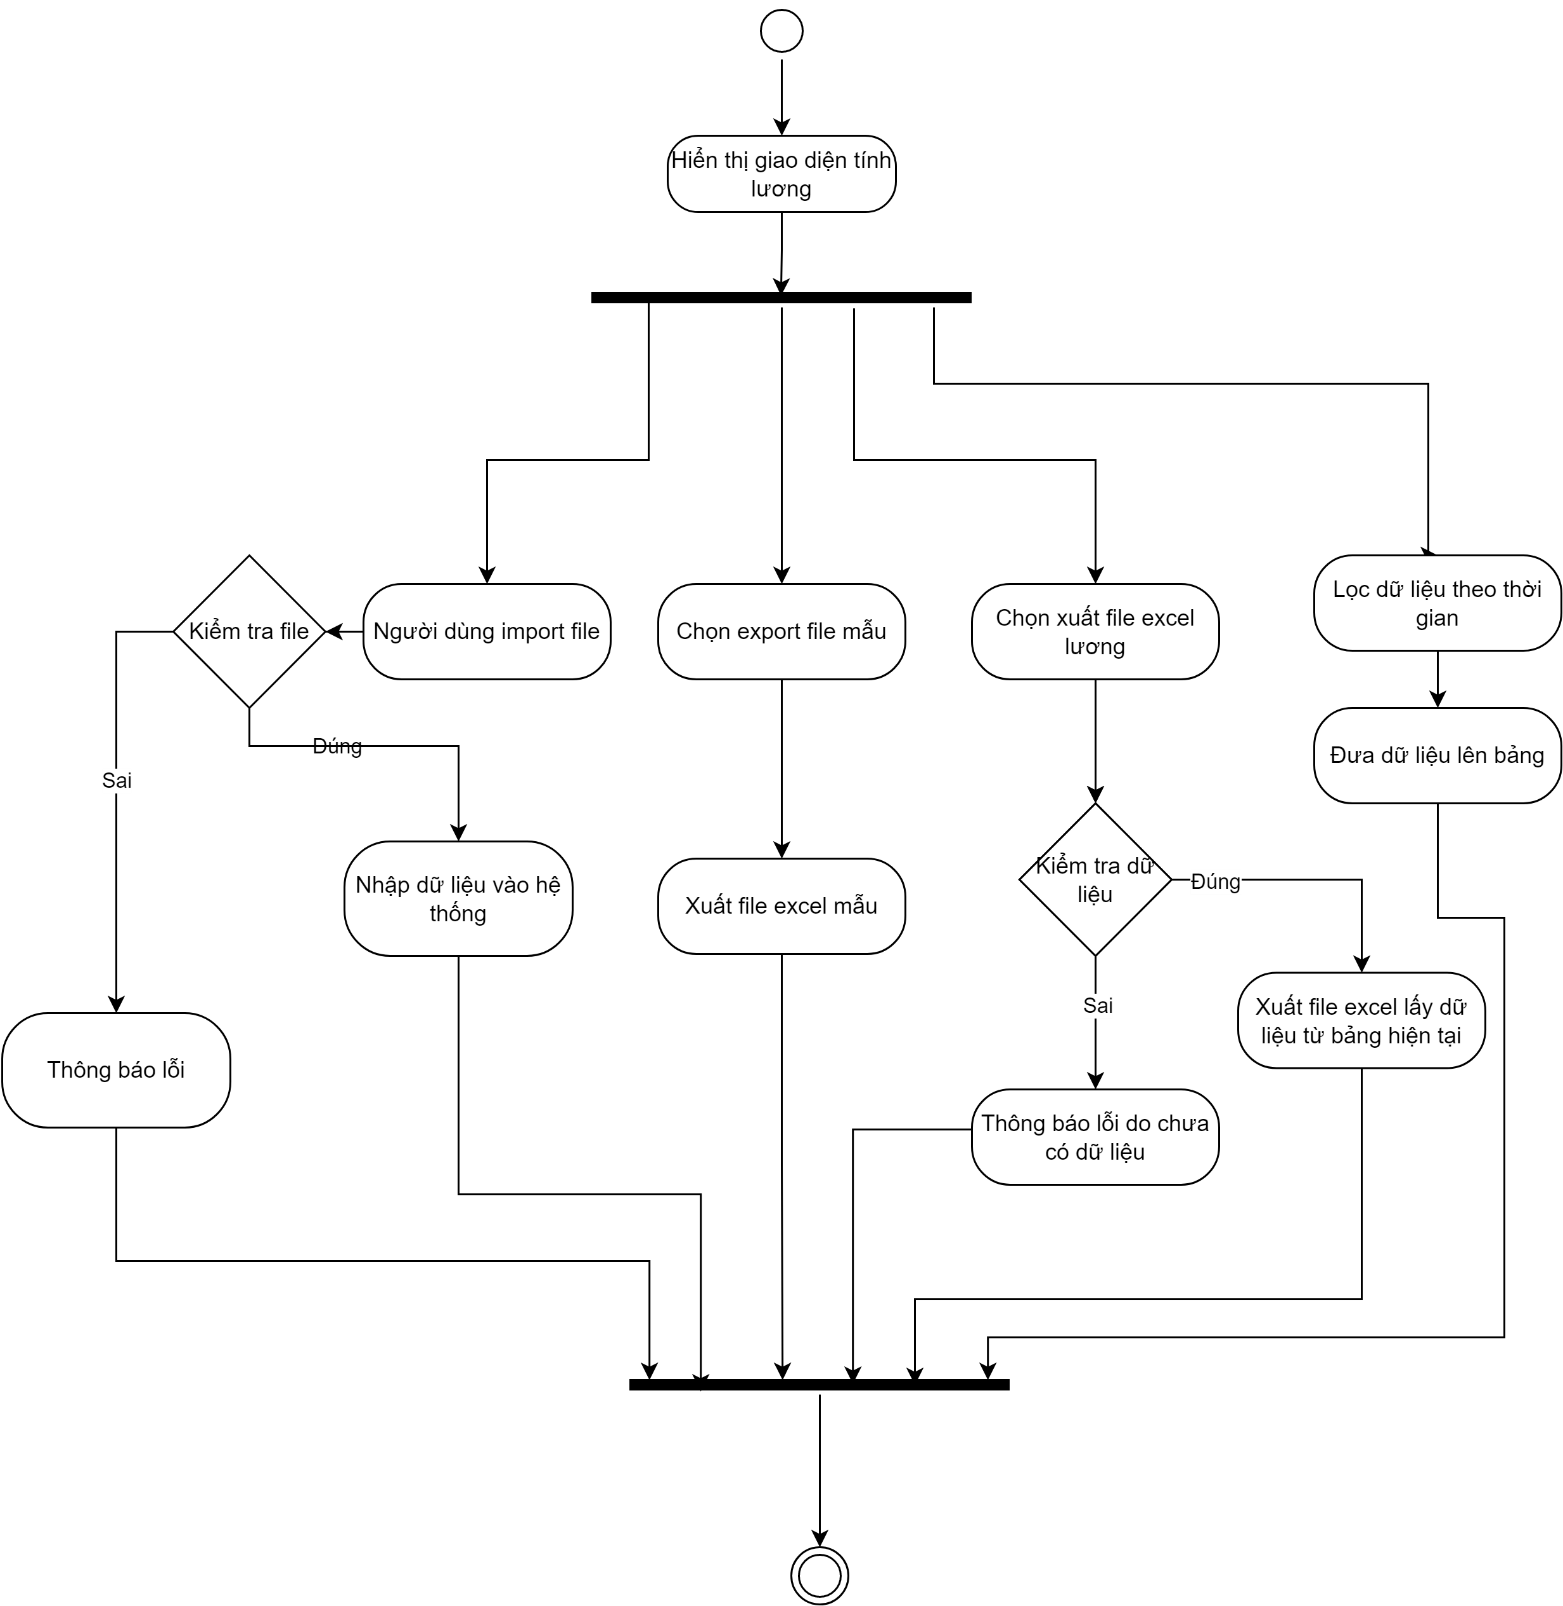 Hiển thị giao diện tính
lương
Kiểm tra file
Người dùng import file
Chọn export file mẫu
Chọn xuất file excel
lương
Lọc dữ liệu theo thời
gian
Đúng
Sai
Đưa dữ liệu lên bảng
Nhập dữ liệu vào hệ
thống
Xuất file excel mẫu
Kiểm tra dữ
liệu
Đúng
Sai
Xuất file excel lấy dữ
liệu từ bảng hiện tại
Thông báo lỗi
Thông báo lỗi do chưa
có dữ liệu